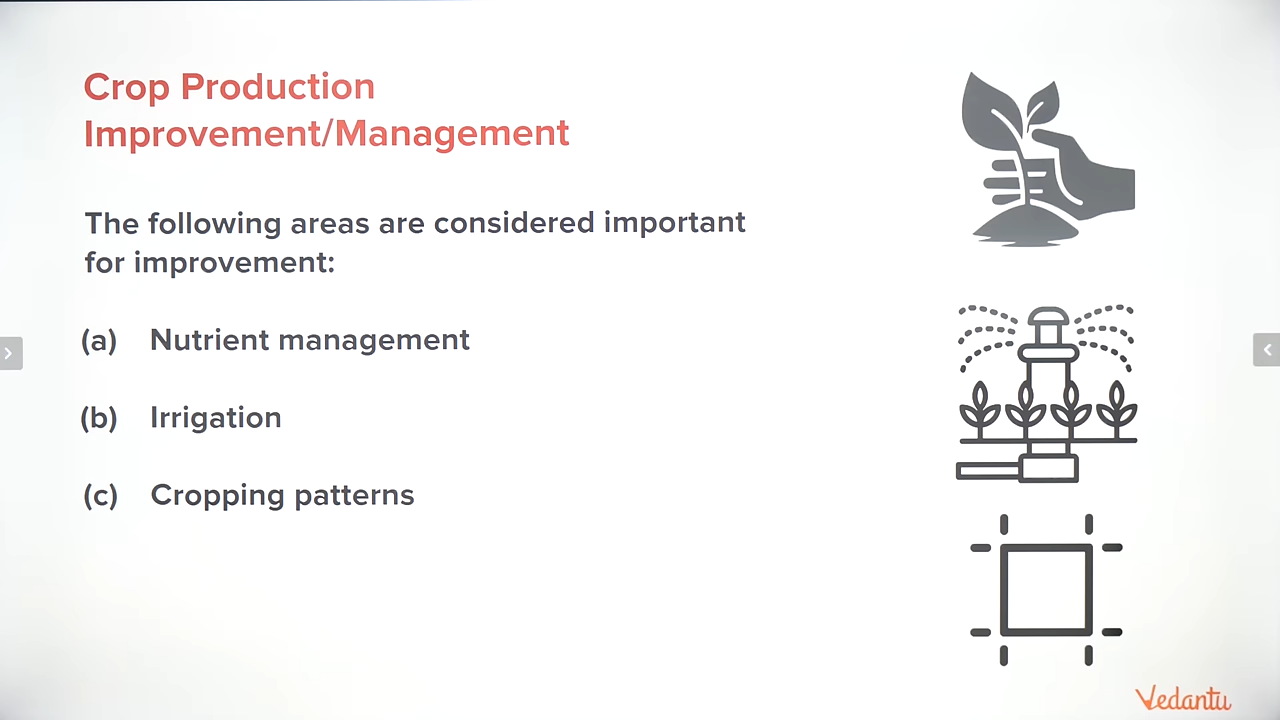 Crop Production
Improvement/Management
The following areas are considered important
for improvement:
(a) Nutrient management
(b) Irrigation
(c) Cropping patterns
Vedantu